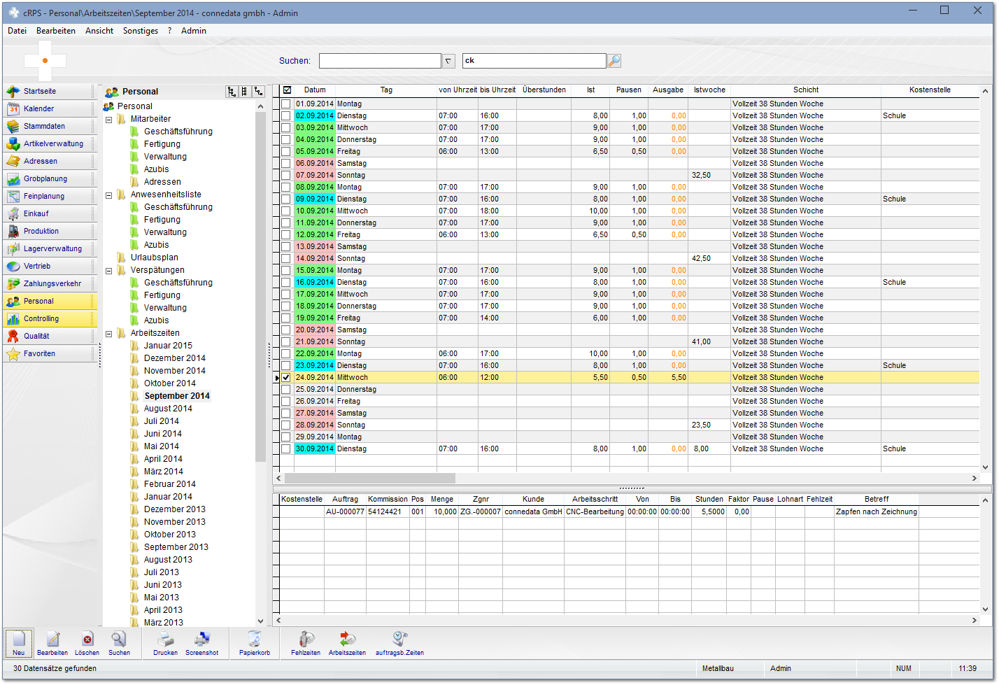 cRPS - Personal\Arbeitszeiten\September 2014 - connedata gmbh - Admin
Datei Bearbeiten Ansicht Sonstiges ? Admin
Suchen: ck
Startseite
Kalender
Stammdaten
Artikelverwaltung
Adressen
Grobplanung
Feinplanung
Einkauf
Produktion
Lagerverwaltung
Vertrieb
Zahlungsverkehr
Personal
Controlling
Qualität
Favoriten
Personal
Personal
Mitarbeiter
Geschäftsführung
Fertigung
Verwaltung
Azubis
Adressen
Anwesenheitsliste
Geschäftsführung
Fertigung
Verwaltung
Azubis
Urlaubsplan
Verspätungen
Geschäftsführung
Fertigung
Verwaltung
Azubis
Arbeitszeiten
Januar 2015
Dezember 2014
November 2014
Oktober 2014
September 2014
August 2014
Juli 2014
Juni 2014
Mai 2014
April 2014
März 2014
Februar 2014
Januar 2014
Dezember 2013
November 2013
Oktober 2013
September 2013
August 2013
Juli 2013
Juni 2013
Mai 2013
April 2013
März 2013
Datum Tag von Uhrzeit bis Uhrzeit Überstunden Ist Pausen Ausgabe Istwoche Schicht Kostenstelle
01.09.2014 Montag Vollzeit 38 Stunden Woche
02.09.2014 Dienstag 07:00 16:00 8,00 1,00 0,00 Vollzeit 38 Stunden Woche Schule
03.09.2014 Mittwoch 07:00 17:00 9,00 1,00 0,00 Vollzeit 38 Stunden Woche
04.09.2014 Donnerstag 07:00 17:00 9,00 1,00 0,00 Vollzeit 38 Stunden Woche
05.09.2014 Freitag 06:00 13:00 6,50 0,50 0,00 Vollzeit 38 Stunden Woche
06.09.2014 Samstag Vollzeit 38 Stunden Woche
07.09.2014 Sonntag 32,50 Vollzeit 38 Stunden Woche
08.09.2014 Montag 07:00 17:00 9,00 1,00 0,00 Vollzeit 38 Stunden Woche
09.09.2014 Dienstag 07:00 16:00 8,00 1,00 0,00 Vollzeit 38 Stunden Woche Schule
10.09.2014 Mittwoch 07:00 18:00 10,00 1,00 0,00 Vollzeit 38 Stunden Woche
11.09.2014 Donnerstag 07:00 17:00 9,00 1,00 0,00 Vollzeit 38 Stunden Woche
12.09.2014 Freitag 06:00 13:00 6,50 0,50 0,00 Vollzeit 38 Stunden Woche
13.09.2014 Samstag Vollzeit 38 Stunden Woche
14.09.2014 Sonntag 42,50 Vollzeit 38 Stunden Woche
15.09.2014 Montag 07:00 17:00 9,00 1,00 0,00 Vollzeit 38 Stunden Woche
16.09.2014 Dienstag 07:00 16:00 8,00 1,00 0,00 Vollzeit 38 Stunden Woche Schule
17.09.2014 Mittwoch 07:00 17:00 9,00 1,00 0,00 Vollzeit 38 Stunden Woche
18.09.2014 Donnerstag 07:00 17:00 9,00 1,00 0,00 Vollzeit 38 Stunden Woche
19.09.2014 Freitag 07:00 14:00 6,00 1,00 0,00 Vollzeit 38 Stunden Woche
20.09.2014 Samstag Vollzeit 38 Stunden Woche
21.09.2014 Sonntag 41,00 Vollzeit 38 Stunden Woche
22.09.2014 Montag 06:00 17:00 10,00 1,00 0,00 Vollzeit 38 Stunden Woche
23.09.2014 Dienstag 07:00 16:00 8,00 1,00 0,00 Vollzeit 38 Stunden Woche Schule
24.09.2014 Mittwoch 06:00 12:00 5,50 0,50 5,50 Vollzeit 38 Stunden Woche
25.09.2014 Donnerstag Vollzeit 38 Stunden Woche
26.09.2014 Freitag Vollzeit 38 Stunden Woche
27.09.2014 Samstag Vollzeit 38 Stunden Woche
28.09.2014 Sonntag 23,50 Vollzeit 38 Stunden Woche
29.09.2014 Montag Vollzeit 38 Stunden Woche
30.09.2014 Dienstag 07:00 16:00 8,00 1,00 0,00 8,00 Vollzeit 38 Stunden Woche Schule
Kostenstelle Auftrag Kommission Pos Menge Zgnr Kunde Arbeitsschritt Von Bis Stunden Faktor Pause Lohnart Fehlzeit Betreff
AU-000077 54124421 001 10,000 ZG.-000007 connedata GmbH CNC-Bearbeitung 00:00:00 00:00:00 5,5000 0,00 Zapfen nach Zeichnung
Neu Bearbeiten Löschen Suchen Drucken Screenshot Papierkorb Fehlzeiten Arbeitszeiten auftragsb.Zeiten
30 Datensätze gefunden Metallbau Admin NUM 11:39